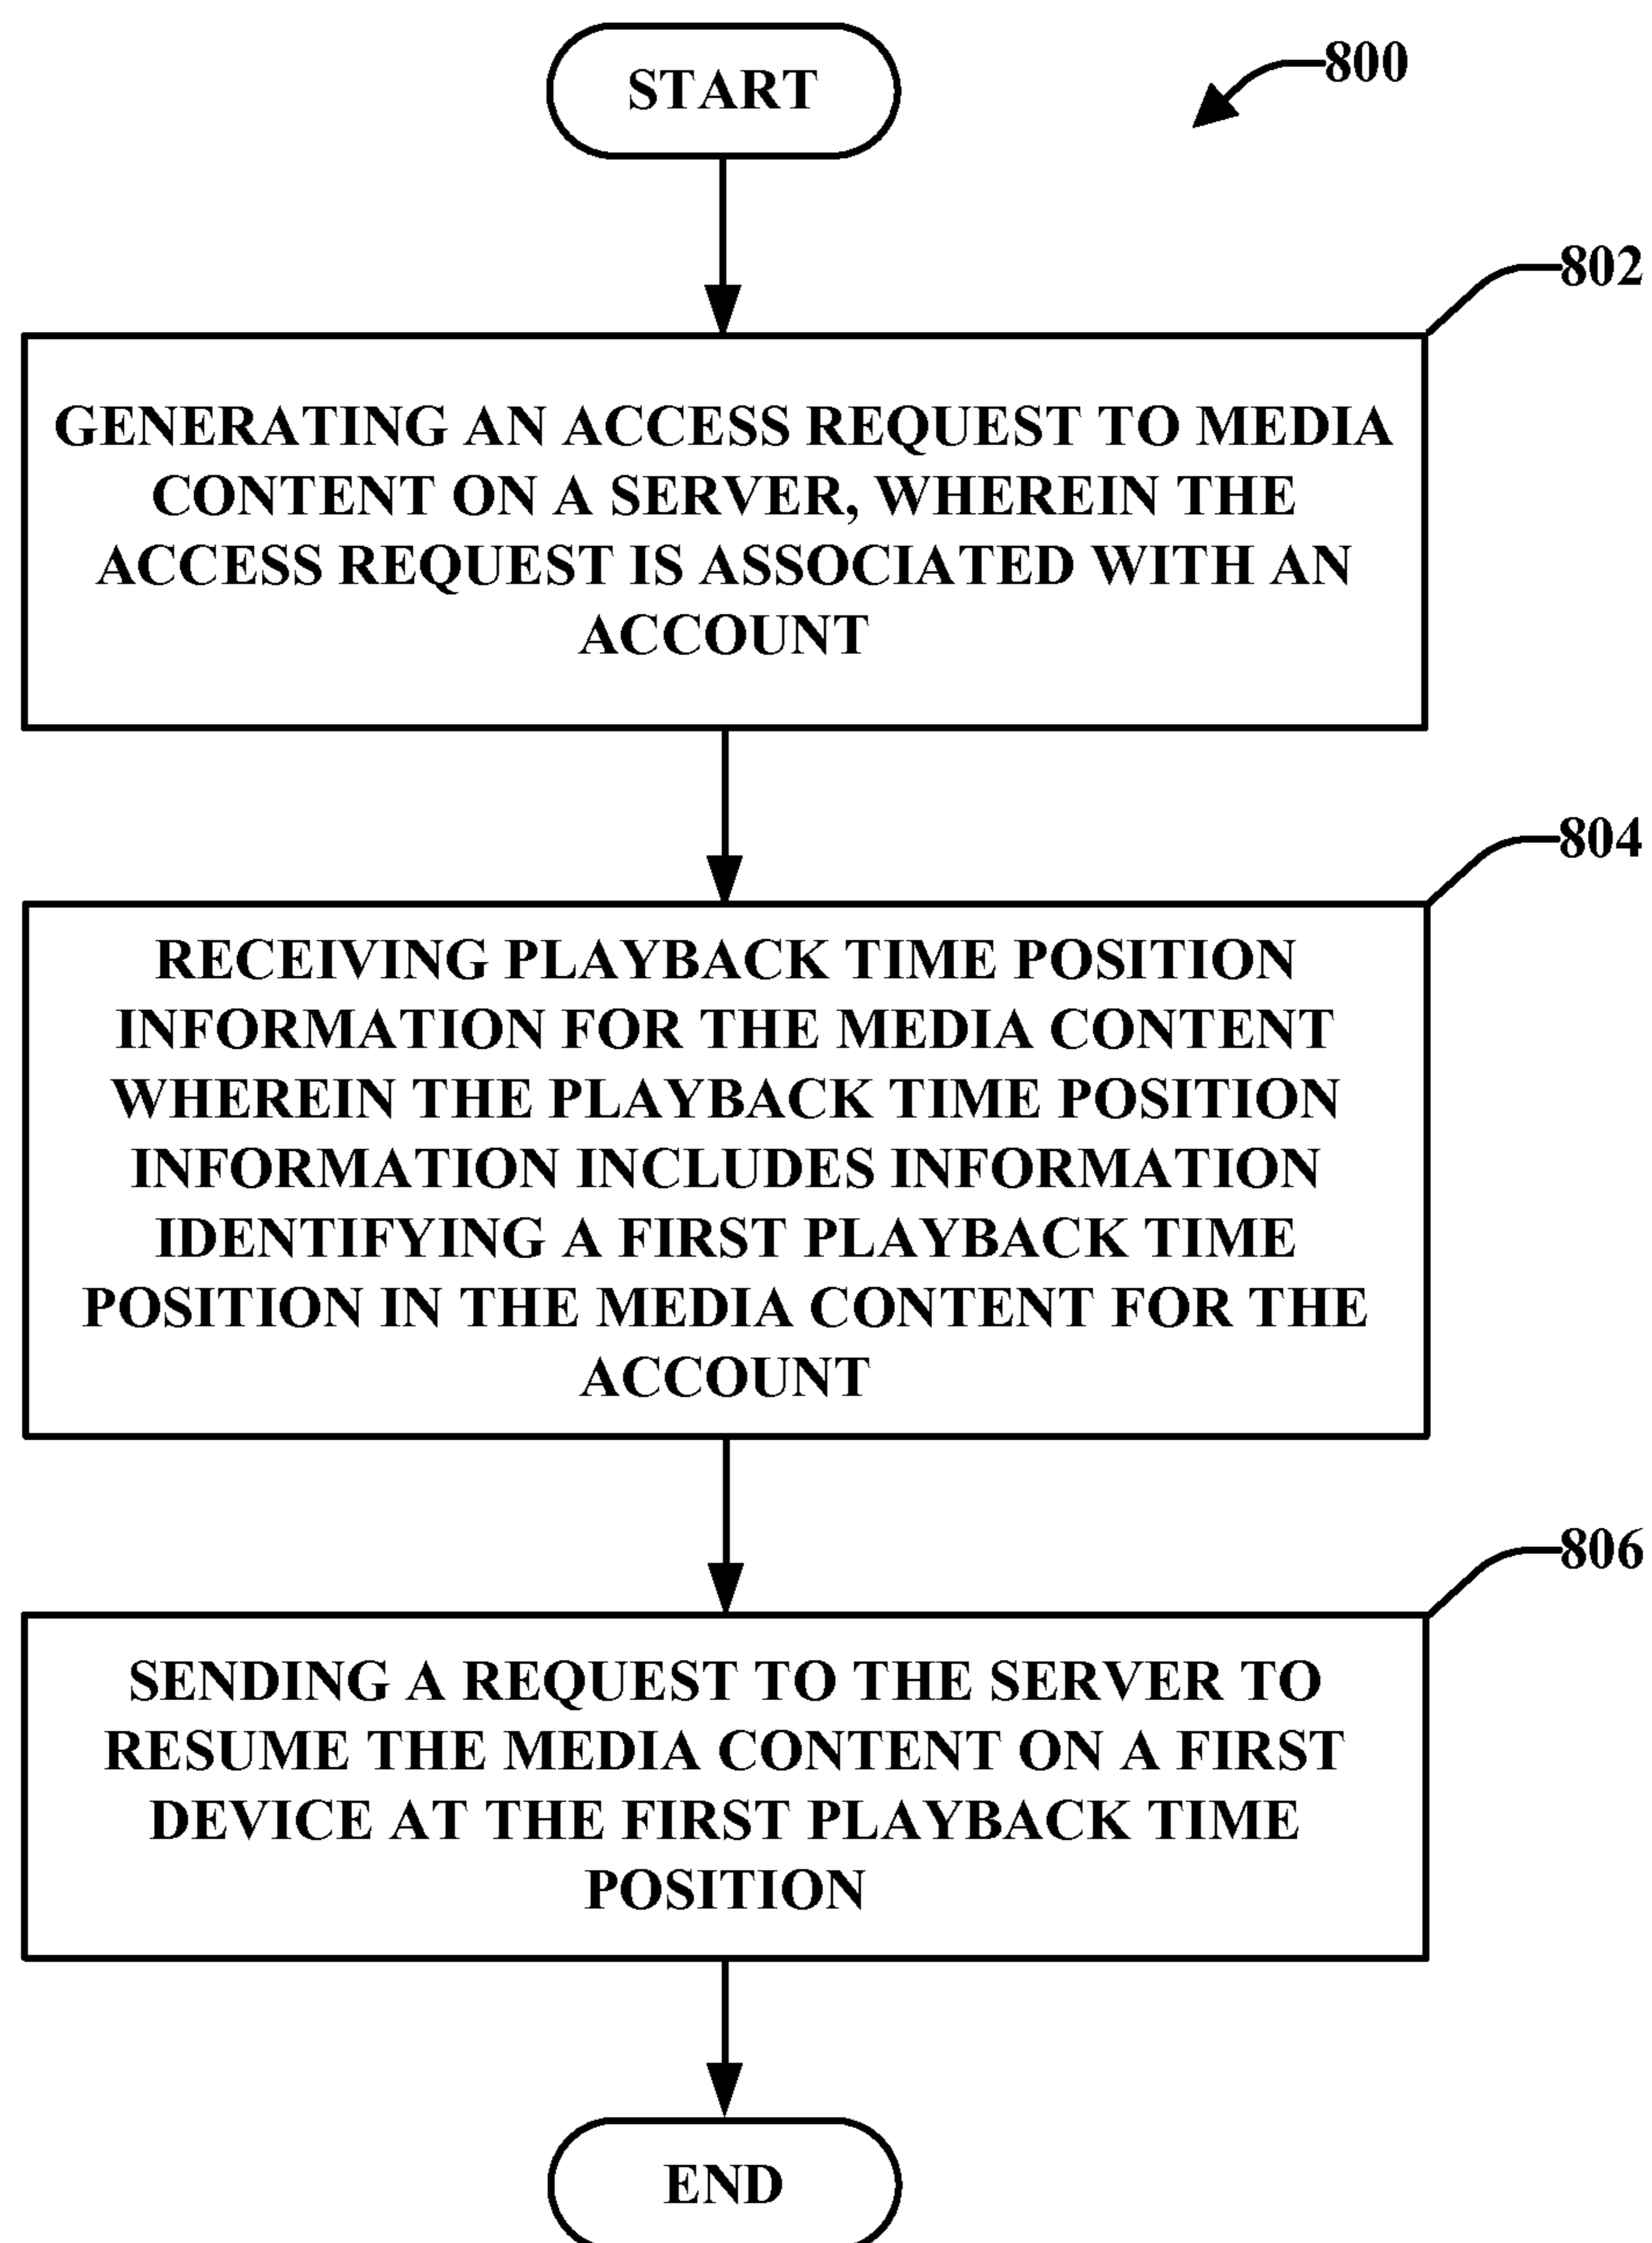 START
800
802
GENERATING AN ACCESS REQUEST TO MEDIA
CONTENT ON A SERVER, WHEREIN THE
ACCESS REQUEST IS ASSOCIATED WITH AN
ACCOUNT
804
RECEIVING PLAYBACK TIME POSITION
INFORMATION FOR THE MEDIA CONTENT
WHEREIN THE PLAYBACK TIME POSITION
INFORMATION INCLUDES INFORMATION
IDENTIFYING A FIRST PLAYBACK TIME
POSITION IN THE MEDIA CONTENT FOR THE
ACCOUNT
806
SENDING A REQUEST TO THE SERVER TO
RESUME THE MEDIA CONTENT ON A FIRST
DEVICE AT THE FIRST PLAYBACK TIME
POSITION
END